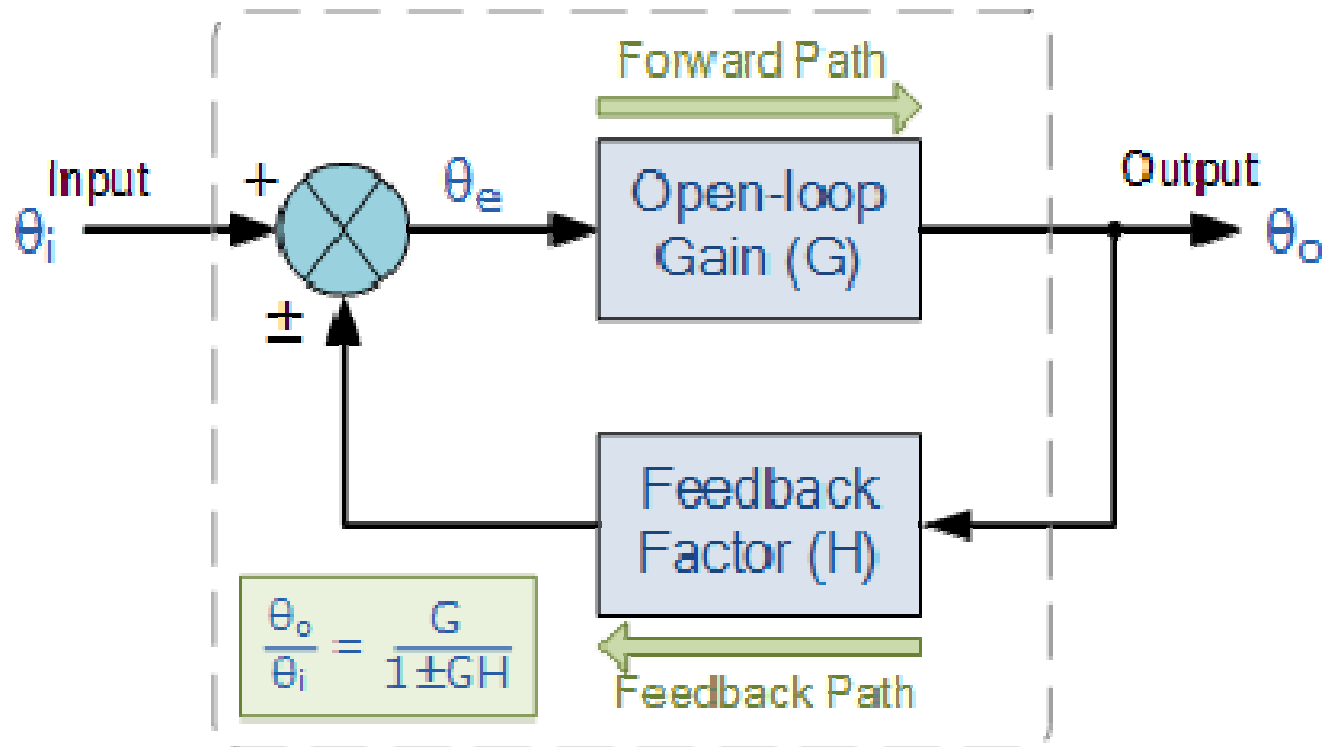 Forward Path
Input
+
θe
Open-loop
Gain (G)
Output
θi
θo
±
Feedback
Factor (H)
θo/θi = G/1±GH
Feedback Path